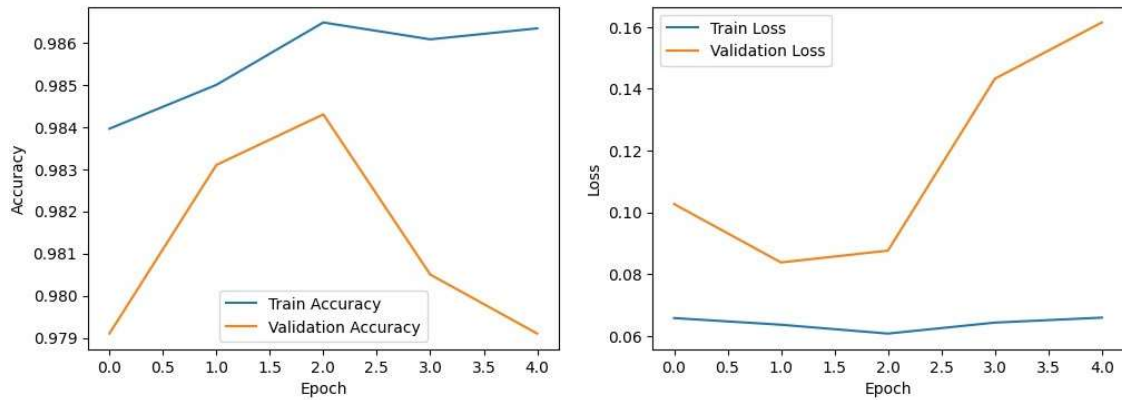 0.986
0.985
0.984
0.983
0.982
0.981
0.980
0.979
Accuracy
Train Accuracy
Validation Accuracy
0.0 0.5 1.0 1.5 2.0 2.5 3.0 3.5 4.0
Epoch
0.16
0.14
0.12
0.10
0.08
0.06
Loss
Train Loss
Validation Loss
0.0 0.5 1.0 1.5 2.0 2.5 3.0 3.5 4.0
Epoch